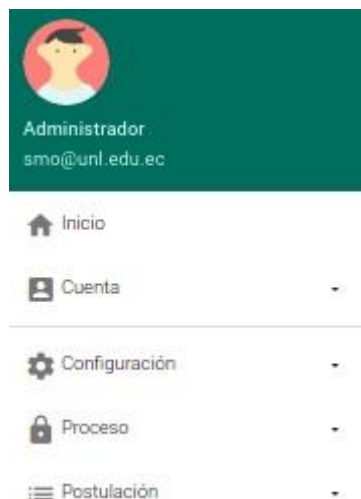 Administrador
smo@unl.edu.ec
Inicio
Cuenta
Configuración
Proceso
Postulación